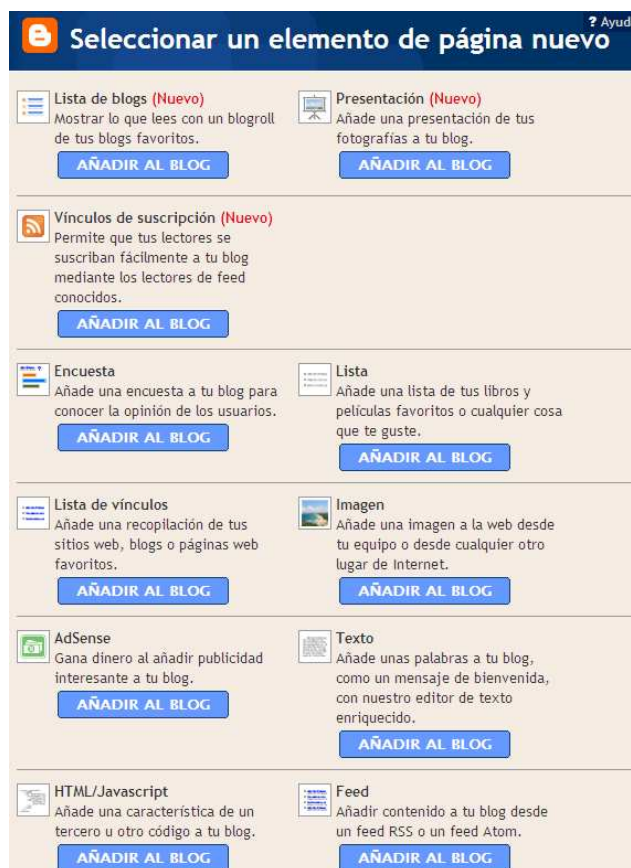 ? Ayud
Seleccionar un elemento de página nuevo
Lista de blogs (Nuevo)
Mostrar lo que lees con un blogroll
de tus blogs favoritos.
AÑADIR AL BLOG
Presentación (Nuevo)
Añade una presentación de tus
fotografías a tu blog.
AÑADIR AL BLOG
Vínculos de suscripción (Nuevo)
Permite que tus lectores se
suscriban fácilmente a tu blog
mediante los lectores de feed
conocidos.
AÑADIR AL BLOG
Encuesta
Añade una encuesta a tu blog para
conocer la opinión de los usuarios.
AÑADIR AL BLOG
Lista
Añade una lista de tus libros y
películas favoritos o cualquier cosa
que te guste.
AÑADIR AL BLOG
Lista de vínculos
Añade una recopilación de tus
sitios web, blogs o páginas web
favoritos.
AÑADIR AL BLOG
Imagen
Añade una imagen a la web desde
tu equipo o desde cualquier otro
lugar de Internet.
AÑADIR AL BLOG
AdSense
Gana dinero al añadir publicidad
interesante a tu blog.
AÑADIR AL BLOG
Texto
Añade unas palabras a tu blog,
como un mensaje de bienvenida,
con nuestro editor de texto
enriquecido.
AÑADIR AL BLOG
HTML/Javascript
Añade una característica de un
tercero u otro código a tu blog.
AÑADIR AL BLOG
Feed
Añadir contenido a tu blog desde
un feed RSS o un feed Atom.
AÑADIR AL BLOG